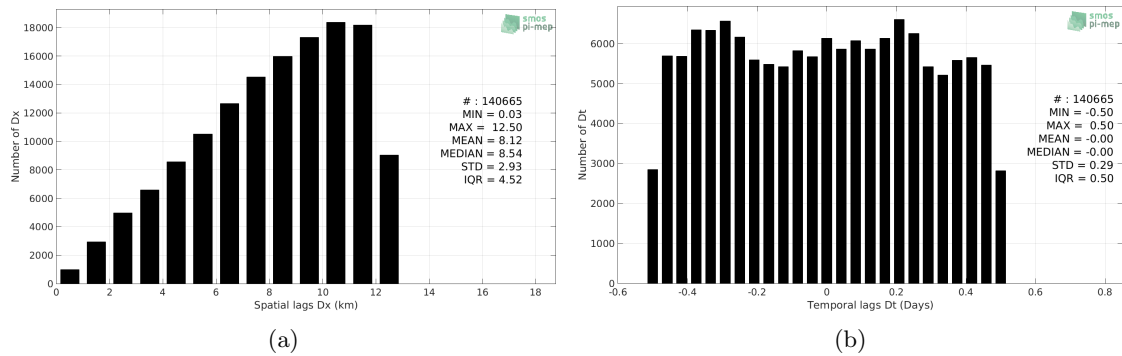 smos
pi-mep
18000
16000
14000
12000
10000
8000
6000
4000
2000
0
Number of Dx
# : 140665
MIN = 0.03
MAX = 12.50
MEAN = 8.12
MEDIAN = 8.54
STD = 2.93
IQR = 4.52
0 2 4 6 8 10 12 14 16 18
Spatial lags Dx (km)
(a)
smos
pi-mep
6000
5000
4000
3000
2000
1000
0
Number of Dt
# : 140665
MIN = -0.50
MAX = 0.50
MEAN = -0.00
MEDIAN = -0.00
STD = 0.29
IQR = 0.50
-0.6 -0.4 -0.2 0 0.2 0.4 0.6 0.8
Temporal lags Dt (Days)
(b)